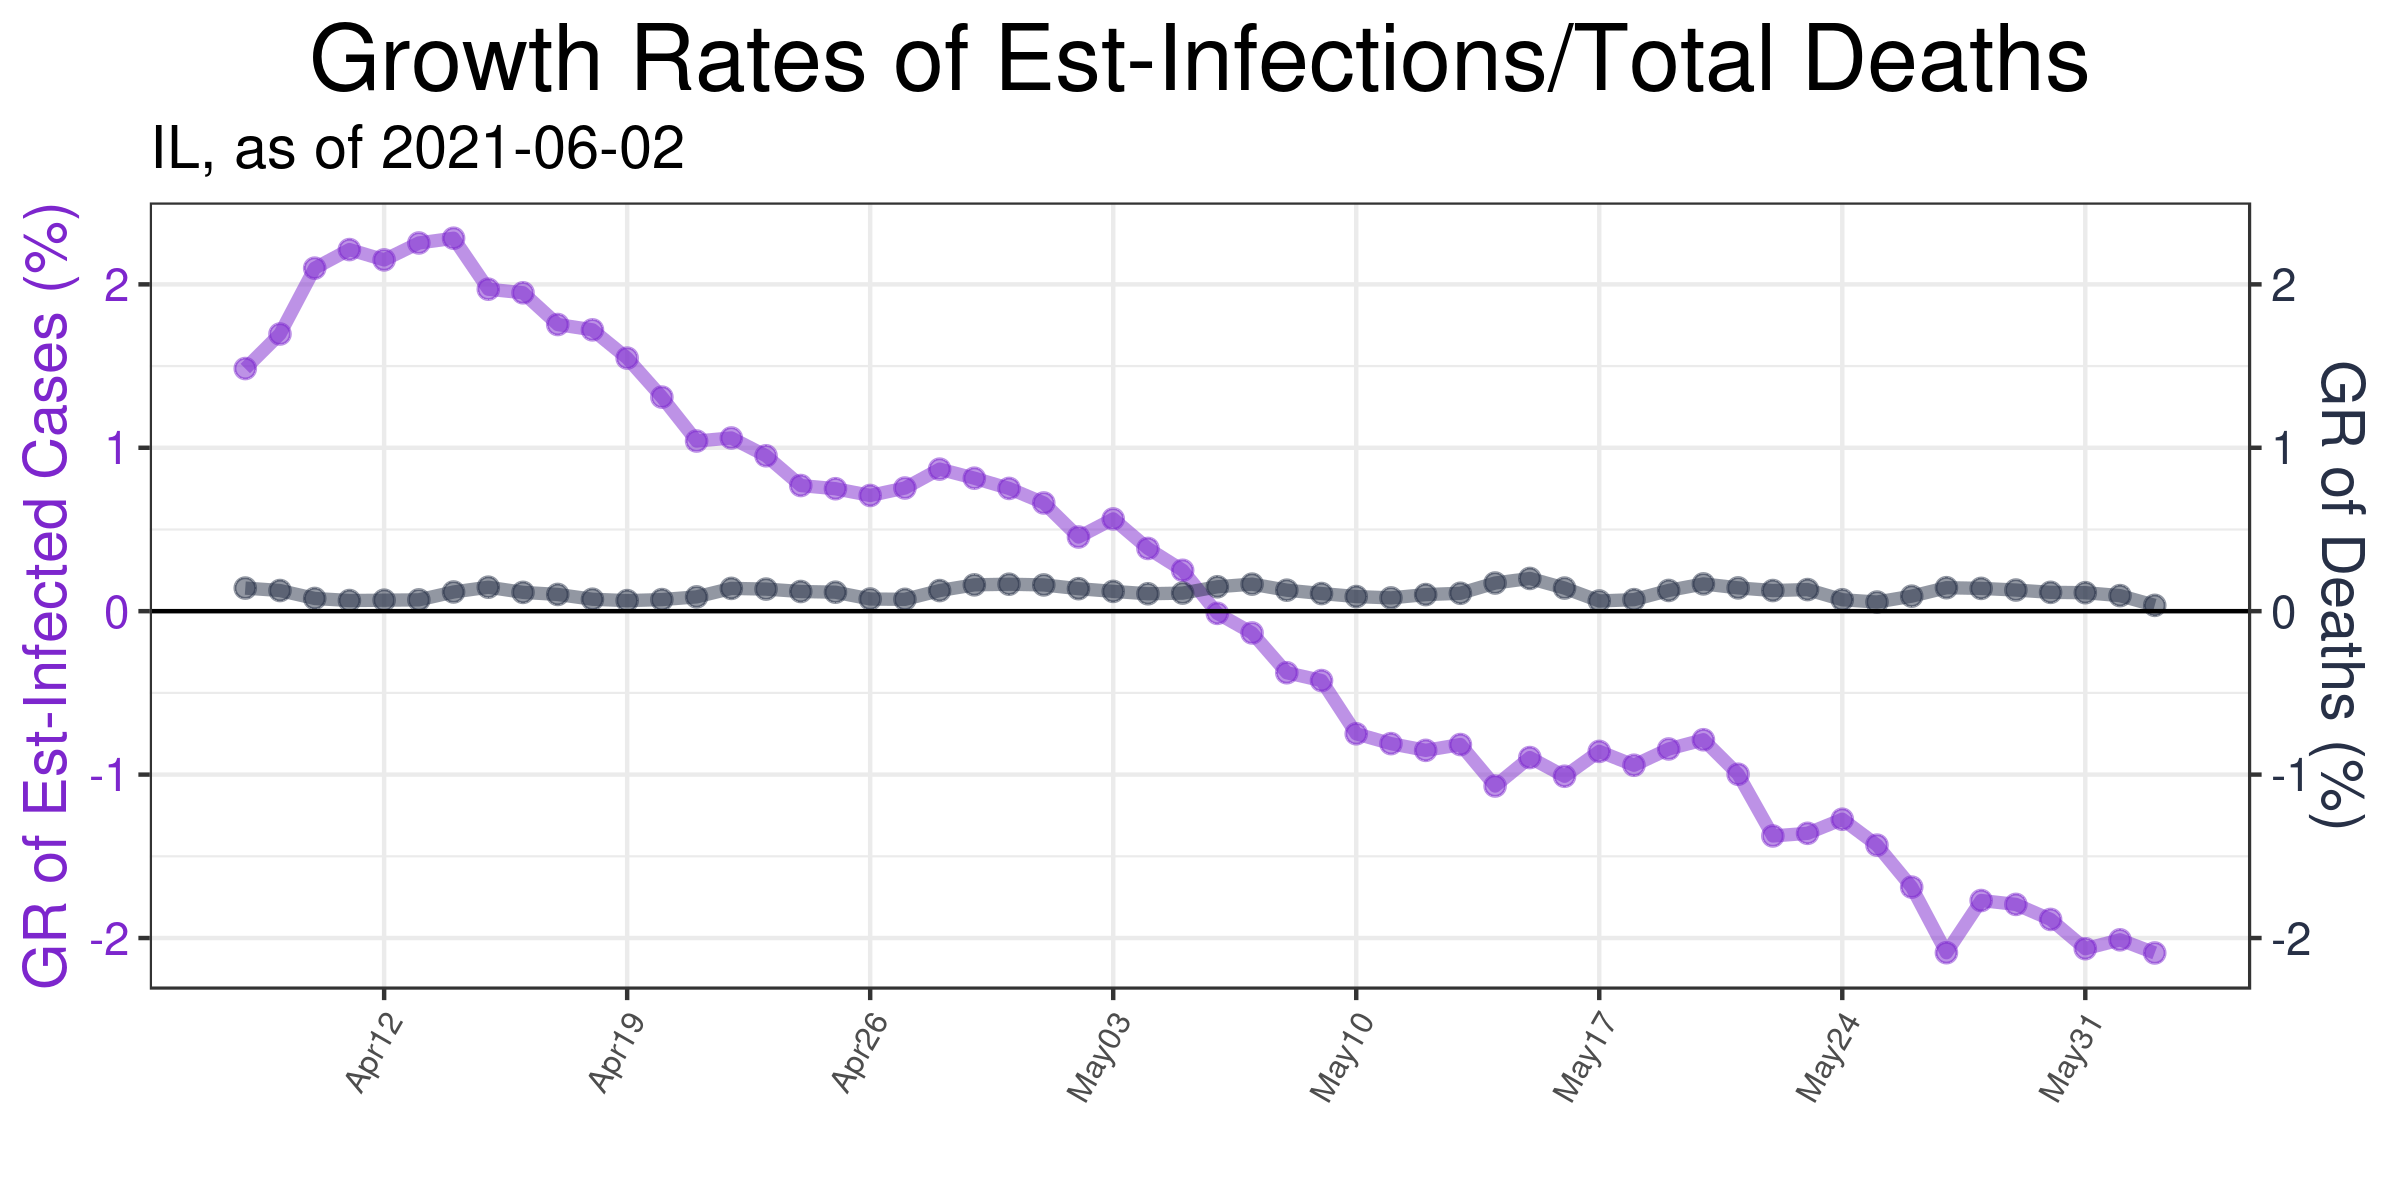 Growth Rates of Est-Infections/Total Deaths
IL, as of 2021-06-02
GR of Est-Infected Cases (%)
2
1
0
-1
-2
2
1
0
-1
-2
GR of Deaths (%)
Apr12
Apr19
Apr26
May03
May10
May17
May24
May31